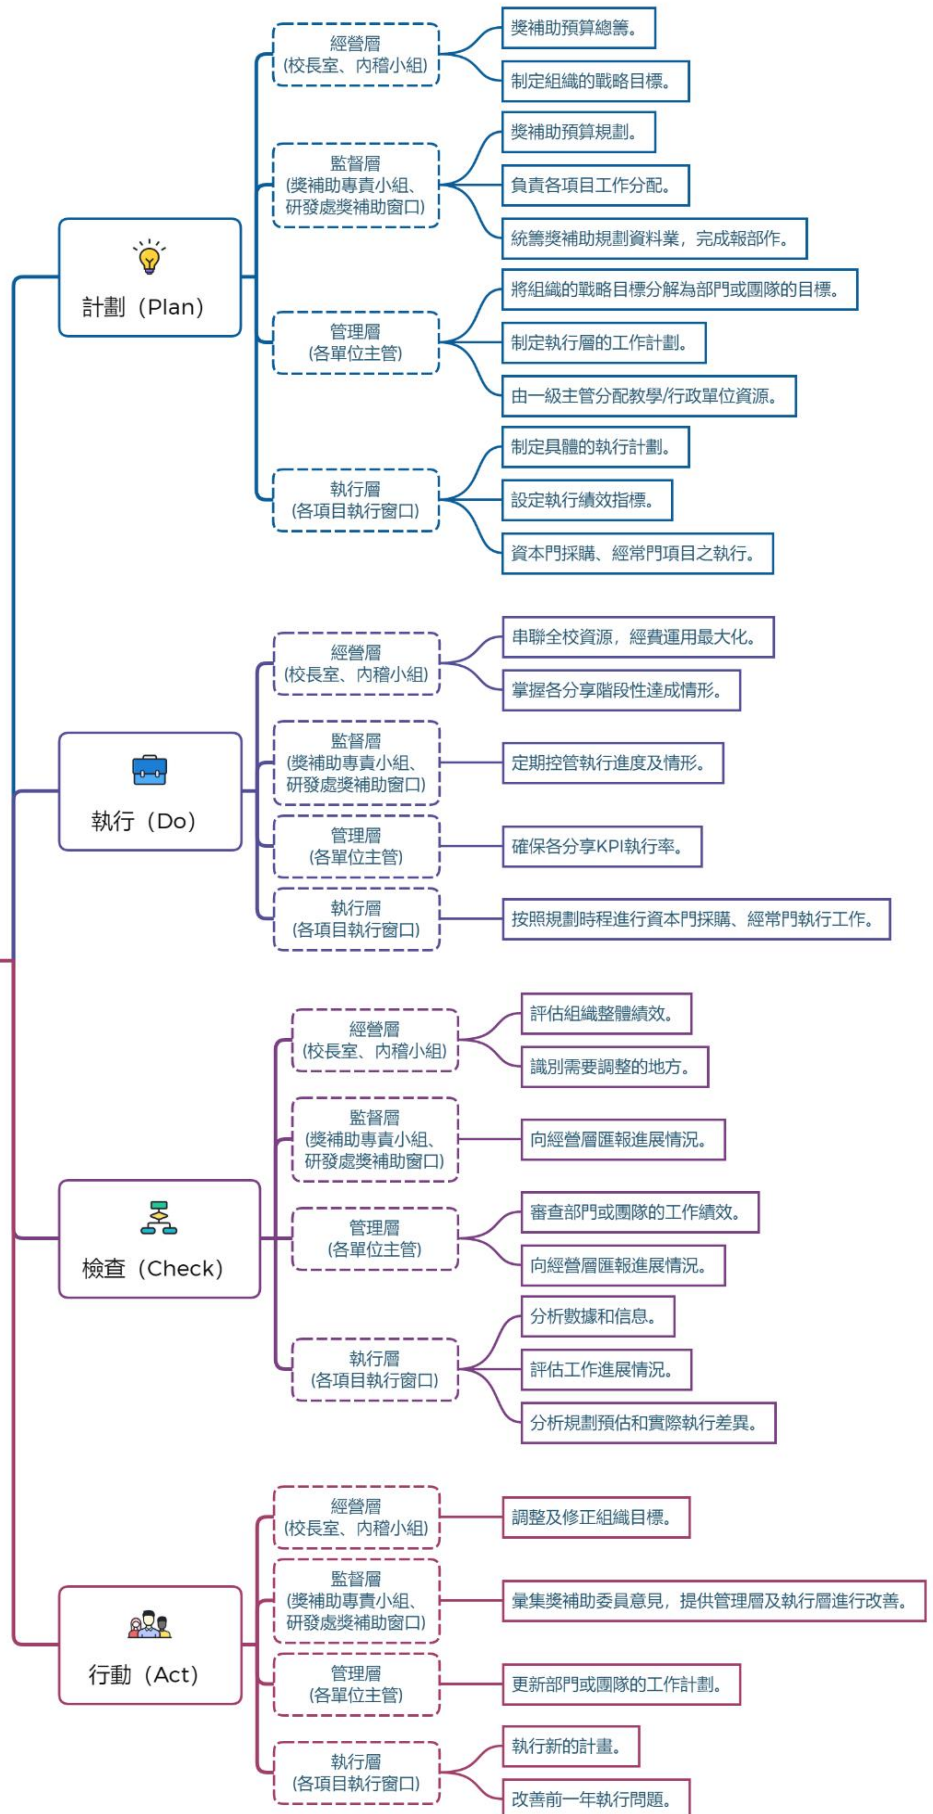 計劃（Plan）
經營層
(校長室、內稽小組)
獎補助預算總籌。
制定組織的戰略目標。
監督層
(獎補助專責小組、
研發處獎補助窗口)
獎補助預算規劃。
負責各項目工作分配。
統籌獎補助規劃資料業，完成報部作。
管理層
(各單位主管)
將組織的戰略目標分解為部門或團隊的目標。
制定執行層的工作計劃。
由一級主管分配教學/行政單位資源。
執行層
(各項目執行窗口)
制定具體的執行計劃。
設定執行績效指標。
資本門採購、經常門項目之執行。
執行（Do）
經營層
(校長室、內稽小組)
串聯全校資源，經費運用最大化。
掌握各分享階段性達成情形。
監督層
(獎補助專責小組、
研發處獎補助窗口)
定期控管執行進度及情形。
管理層
(各單位主管)
確保各分享KPI執行率。
執行層
(各項目執行窗口)
按照規劃時程進行資本門採購、經常門執行工作。
檢查（Check）
經營層
(校長室、內稽小組)
評估組織整體績效。
識別需要調整的地方。
監督層
(獎補助專責小組、
研發處獎補助窗口)
向經營層匯報進展情況。
管理層
(各單位主管)
審查部門或團隊的工作績效。
向經營層匯報進展情況。
執行層
(各項目執行窗口)
分析數據和信息。
評估工作進展情況。
分析規劃預估和實際執行差異。
行動（Act）
經營層
(校長室、內稽小組)
調整及修正組織目標。
監督層
(獎補助專責小組、
研發處獎補助窗口)
彙集獎補助委員意見，提供管理層及執行層進行改善。
管理層
(各單位主管)
更新部門或團隊的工作計劃。
執行層
(各項目執行窗口)
執行新的計畫。
改善前一年執行問題。